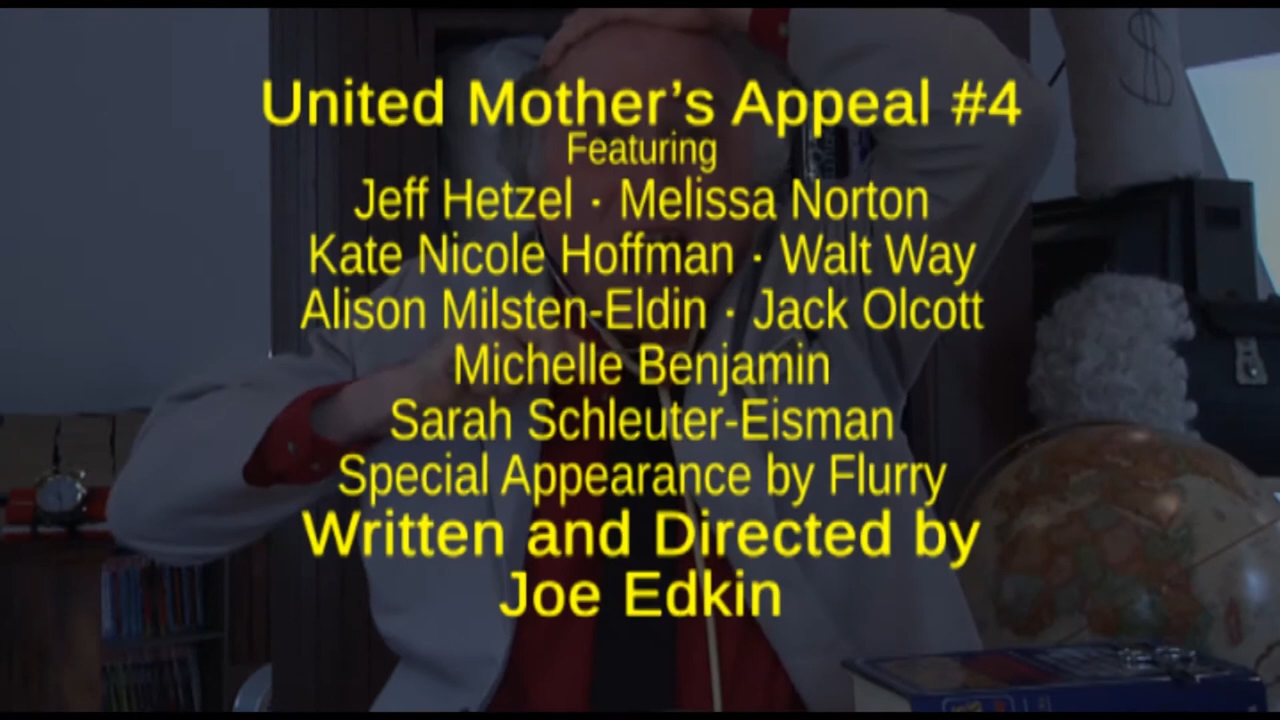 United Mother’s Appeal #4
Featuring
Jeff Hetzel · Melissa Norton
Kate Nicole Hoffman · Walt Way
Alison Milsten-Eldin · Jack Olcott
Michelle Benjamin
Sarah Schleuter-Eisman
Special Appearance by Flurry
Written and Directed by
Joe Edkin
$